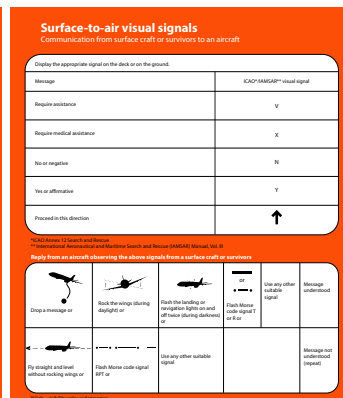 Surface-to-air visual signals
Communication from surface craft or survivors to an aircraft
Display the appropriate signal on the deck or on the ground.
Message
ICAO*/IAMSAR** visual signal
Require assistance
V
Require medical assistance
X
No or negative
N
Yes or affirmative
Y
Proceed in this direction
*ICAO Annex 12 Search and Rescue
** International Aeronautical and Maritime Search and Rescue (IAMSAR) Manual, Vol. III
Reply from an aircraft observing the above signals from a surface craft or survivors
Drop a message or
Rock the wings (during
daylight) or
Flash the landing or
navigation lights on and
off twice (during darkness)
or
or
Flash Morse
code signal T
or R or
Use any other
suitable
signal
Message
understood
Fly straight and level
without rocking wings or
Flash Morse code signal
RPT or
Use any other suitable
signal
Message not
understood
(repeat)